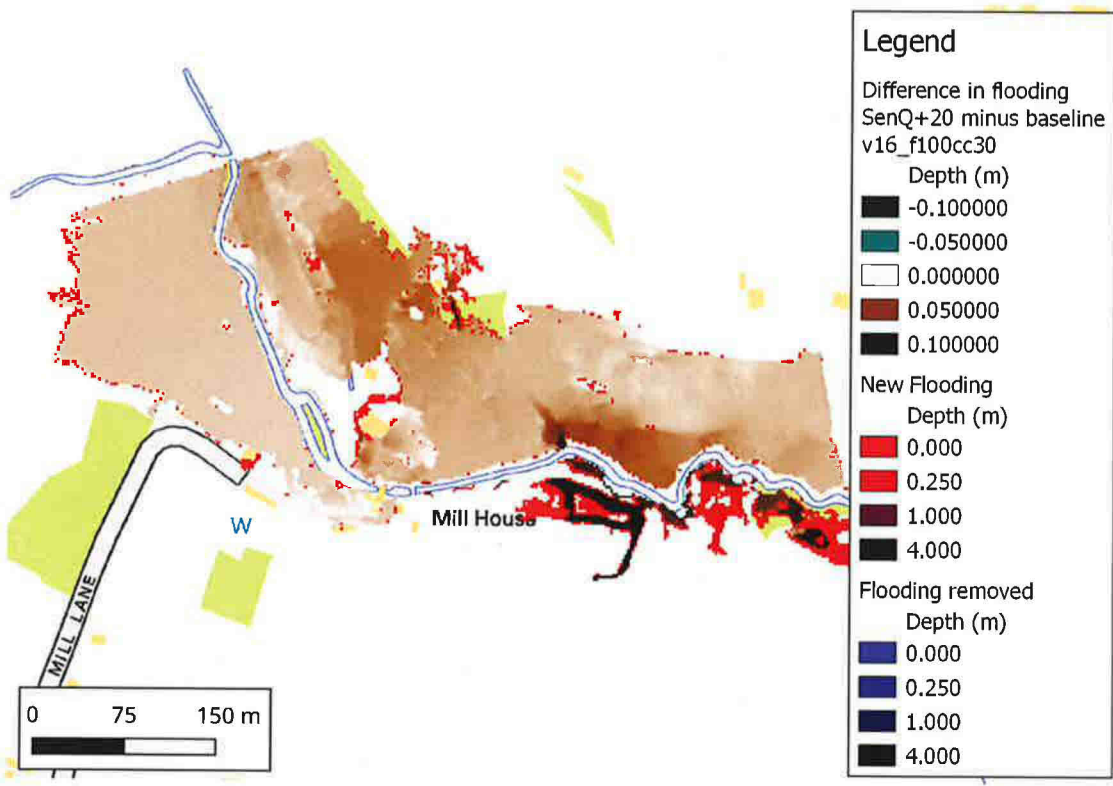 Legend
Difference in flooding
SenQ+20 minus baseline
v16_f100cc30
Depth (m)
-0.100000
-0.050000
0.000000
0.050000
0.100000
New Flooding
Depth (m)
0.000
0.250
1.000
4.000
Flooding removed
Depth (m)
0.000
0.250
1.000
4.000
Mill House
W
MILL LANE
0 75 150 m